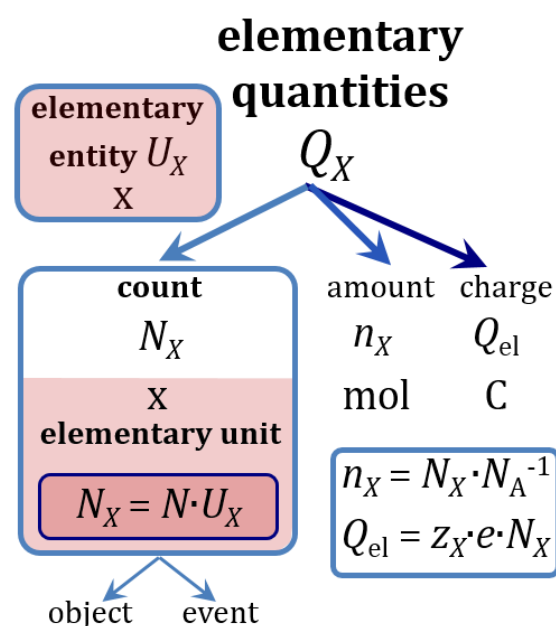 elementary
quantities
elementary
entity U_X
x
Q_X
count
N_X
x
elementary unit
N_X = N·U_X
object event
amount charge
n_X Q_el
mol C
n_X = N_X·N_A^-1
Q_el = z_X·e·N_X